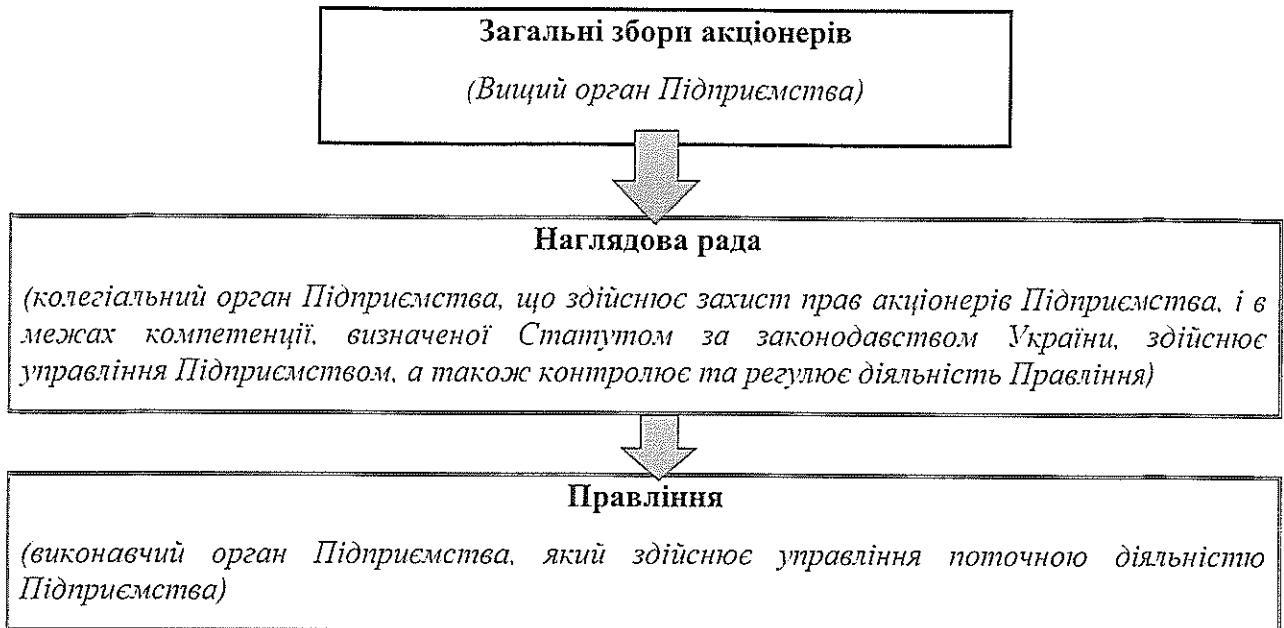 Загальні збори акціонерів
(Вищий орган Підприємства)
Наглядова рада
(колегіальний орган Підприємства, що здійснює захист прав акціонерів Підприємства, і в
межах компетенції, визначеної Статутом за законодавством України, здійснює
управління Підприємством, а також контролює та регулює діяльність Правління)
Правління
(виконавчий орган Підприємства, який здійснює управління поточною діяльністю
Підприємства)